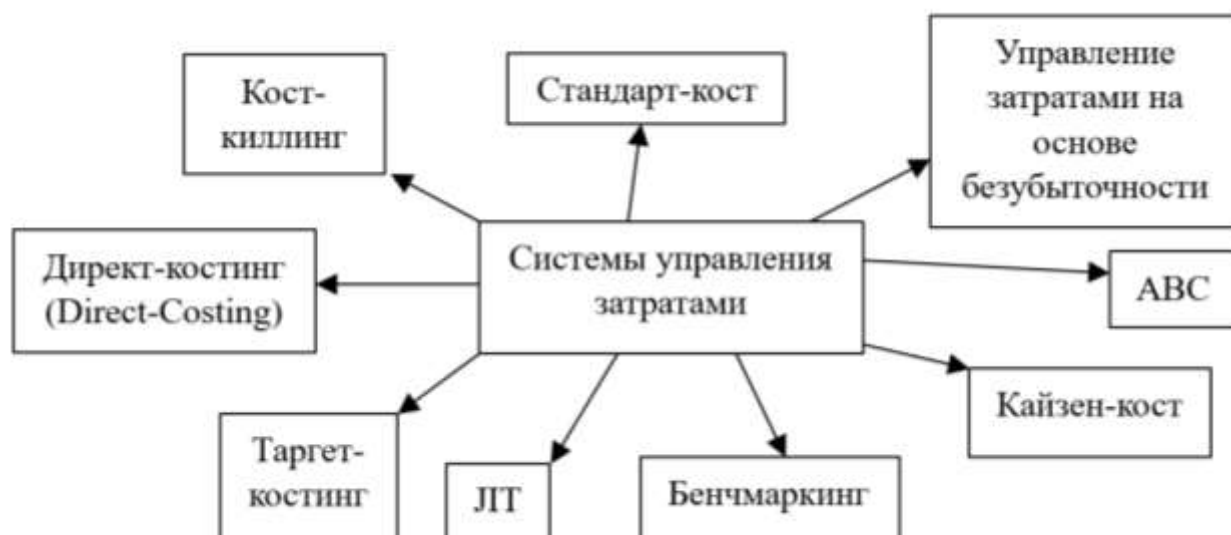 Кост-
киллинг
Стандарт-кост
Управление
затратами на
основе
безубыточности
Директ-костинг
(Direct-Costing)
Системы управления
затратами
ABC
Кайзен-кост
Таргет-
костинг
ЛТ
Бенчмаркинг